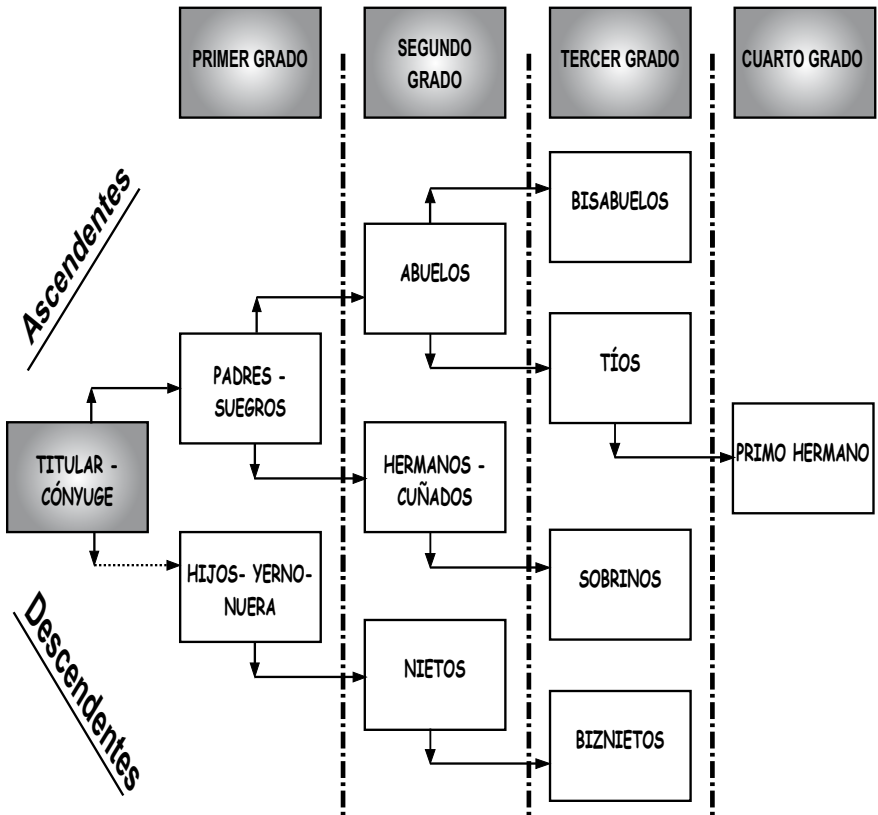 PRIMER GRADO
SEGUNDO
GRADO
TERCER GRADO
CUARTO GRADO
Ascendentes
BISABUELOS
ABUELOS
TÍOS
PADRES -
SUEGROS
PRIMO HERMANO
TITULAR -
CÓNYUGE
HERMANOS -
CUÑADOS
HIJOS- YERNO-
NUERA
SOBRINOS
Descendentes
NIETOS
BIZNIETOS